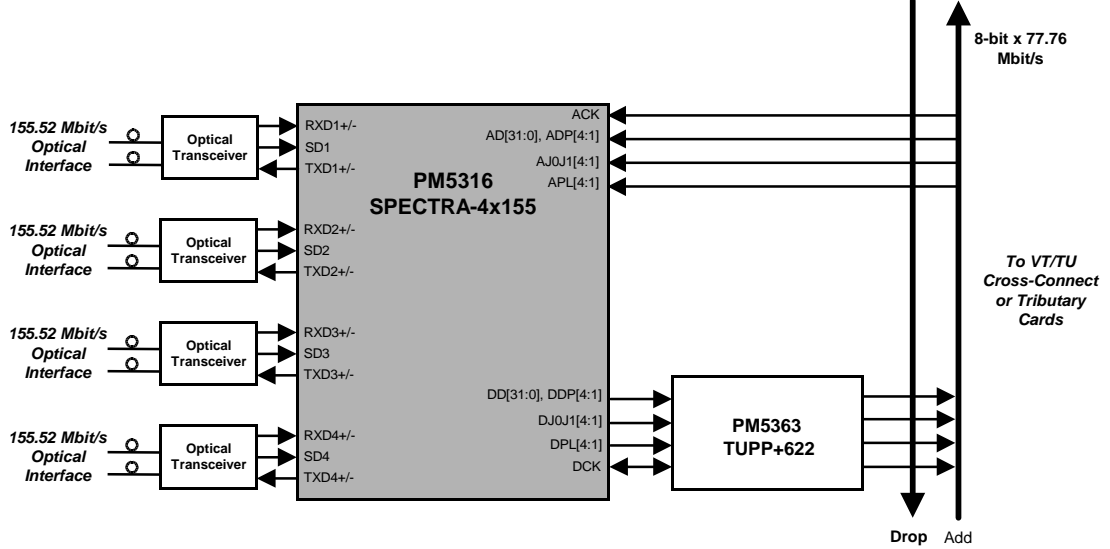 8-bit x 77.76
Mbit/s
155.52 Mbit/s
Optical
Interface
Optical
Transceiver
RXD1+/-
SD1
TXD1+/-
PM5316
SPECTRA-4x155
ACK
AD[31:0], ADP[4:1]
AJ0J1[4:1]
APL[4:1]
155.52 Mbit/s
Optical
Interface
Optical
Transceiver
RXD2+/-
SD2
TXD2+/-
To VT/TU
Cross-Connect
or Tributary
Cards
155.52 Mbit/s
Optical
Interface
Optical
Transceiver
RXD3+/-
SD3
TXD3+/-
155.52 Mbit/s
Optical
Interface
Optical
Transceiver
RXD4+/-
SD4
TXD4+/-
DD[31:0], DDP[4:1]
DJ0J1[4:1]
DPL[4:1]
DCK
PM5363
TUPP+622
Drop Add